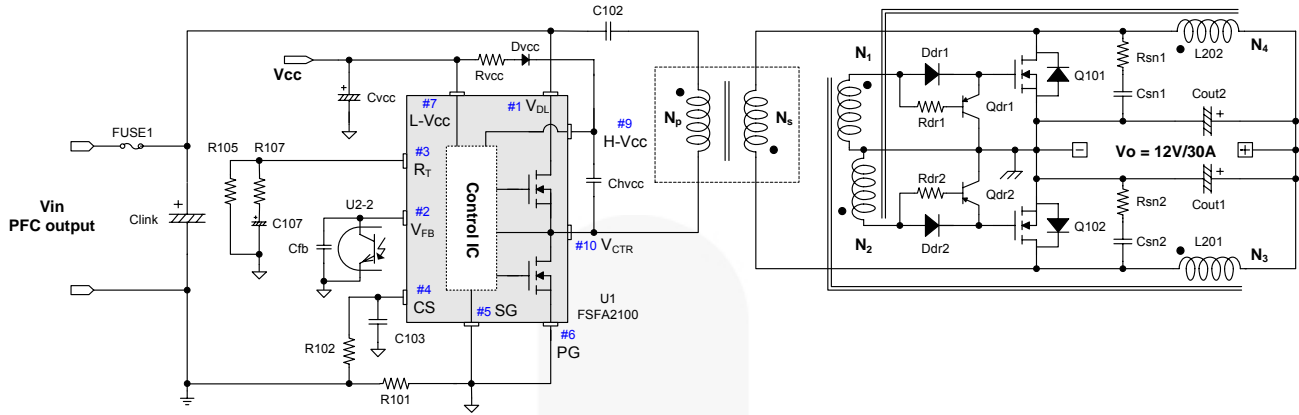 C102
Dvcc
Rvcc
Vcc
Cvcc
#7
L-Vcc
#1 VDL
#9
H-Vcc
FUSE1
R105
R107
#3
RT
Chvcc
Control IC
Vin
PFC output
Clink
C107
U2-2
Cfb
#2
VFB
#10 VCTR
#4
CS
#5 SG
U1
FSFA2100
C103
R102
#6
PG
R101
Np
Ns
N1
Ddr1
Rdr1
Qdr1
Q101
Rsn1
Csn1
L202
N4
Cout2
- Vo = 12V/30A +
Rdr2
Qdr2
Ddr2
N2
Q102
Rsn2
Csn2
Cout1
L201
N3